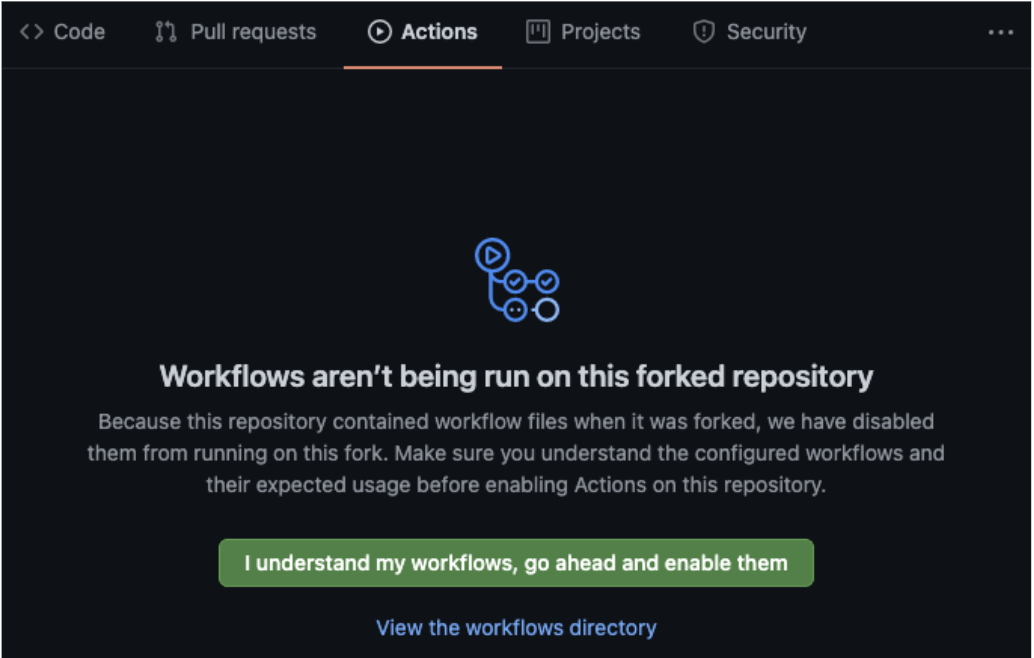 <> Code Pull requests Actions Projects Security ...
Workflows aren't being run on this forked repository
Because this repository contained workflow files when it was forked, we have disabled
them from running on this fork. Make sure you understand the configured workflows and
their expected usage before enabling Actions on this repository.
I understand my workflows, go ahead and enable them
View the workflows directory